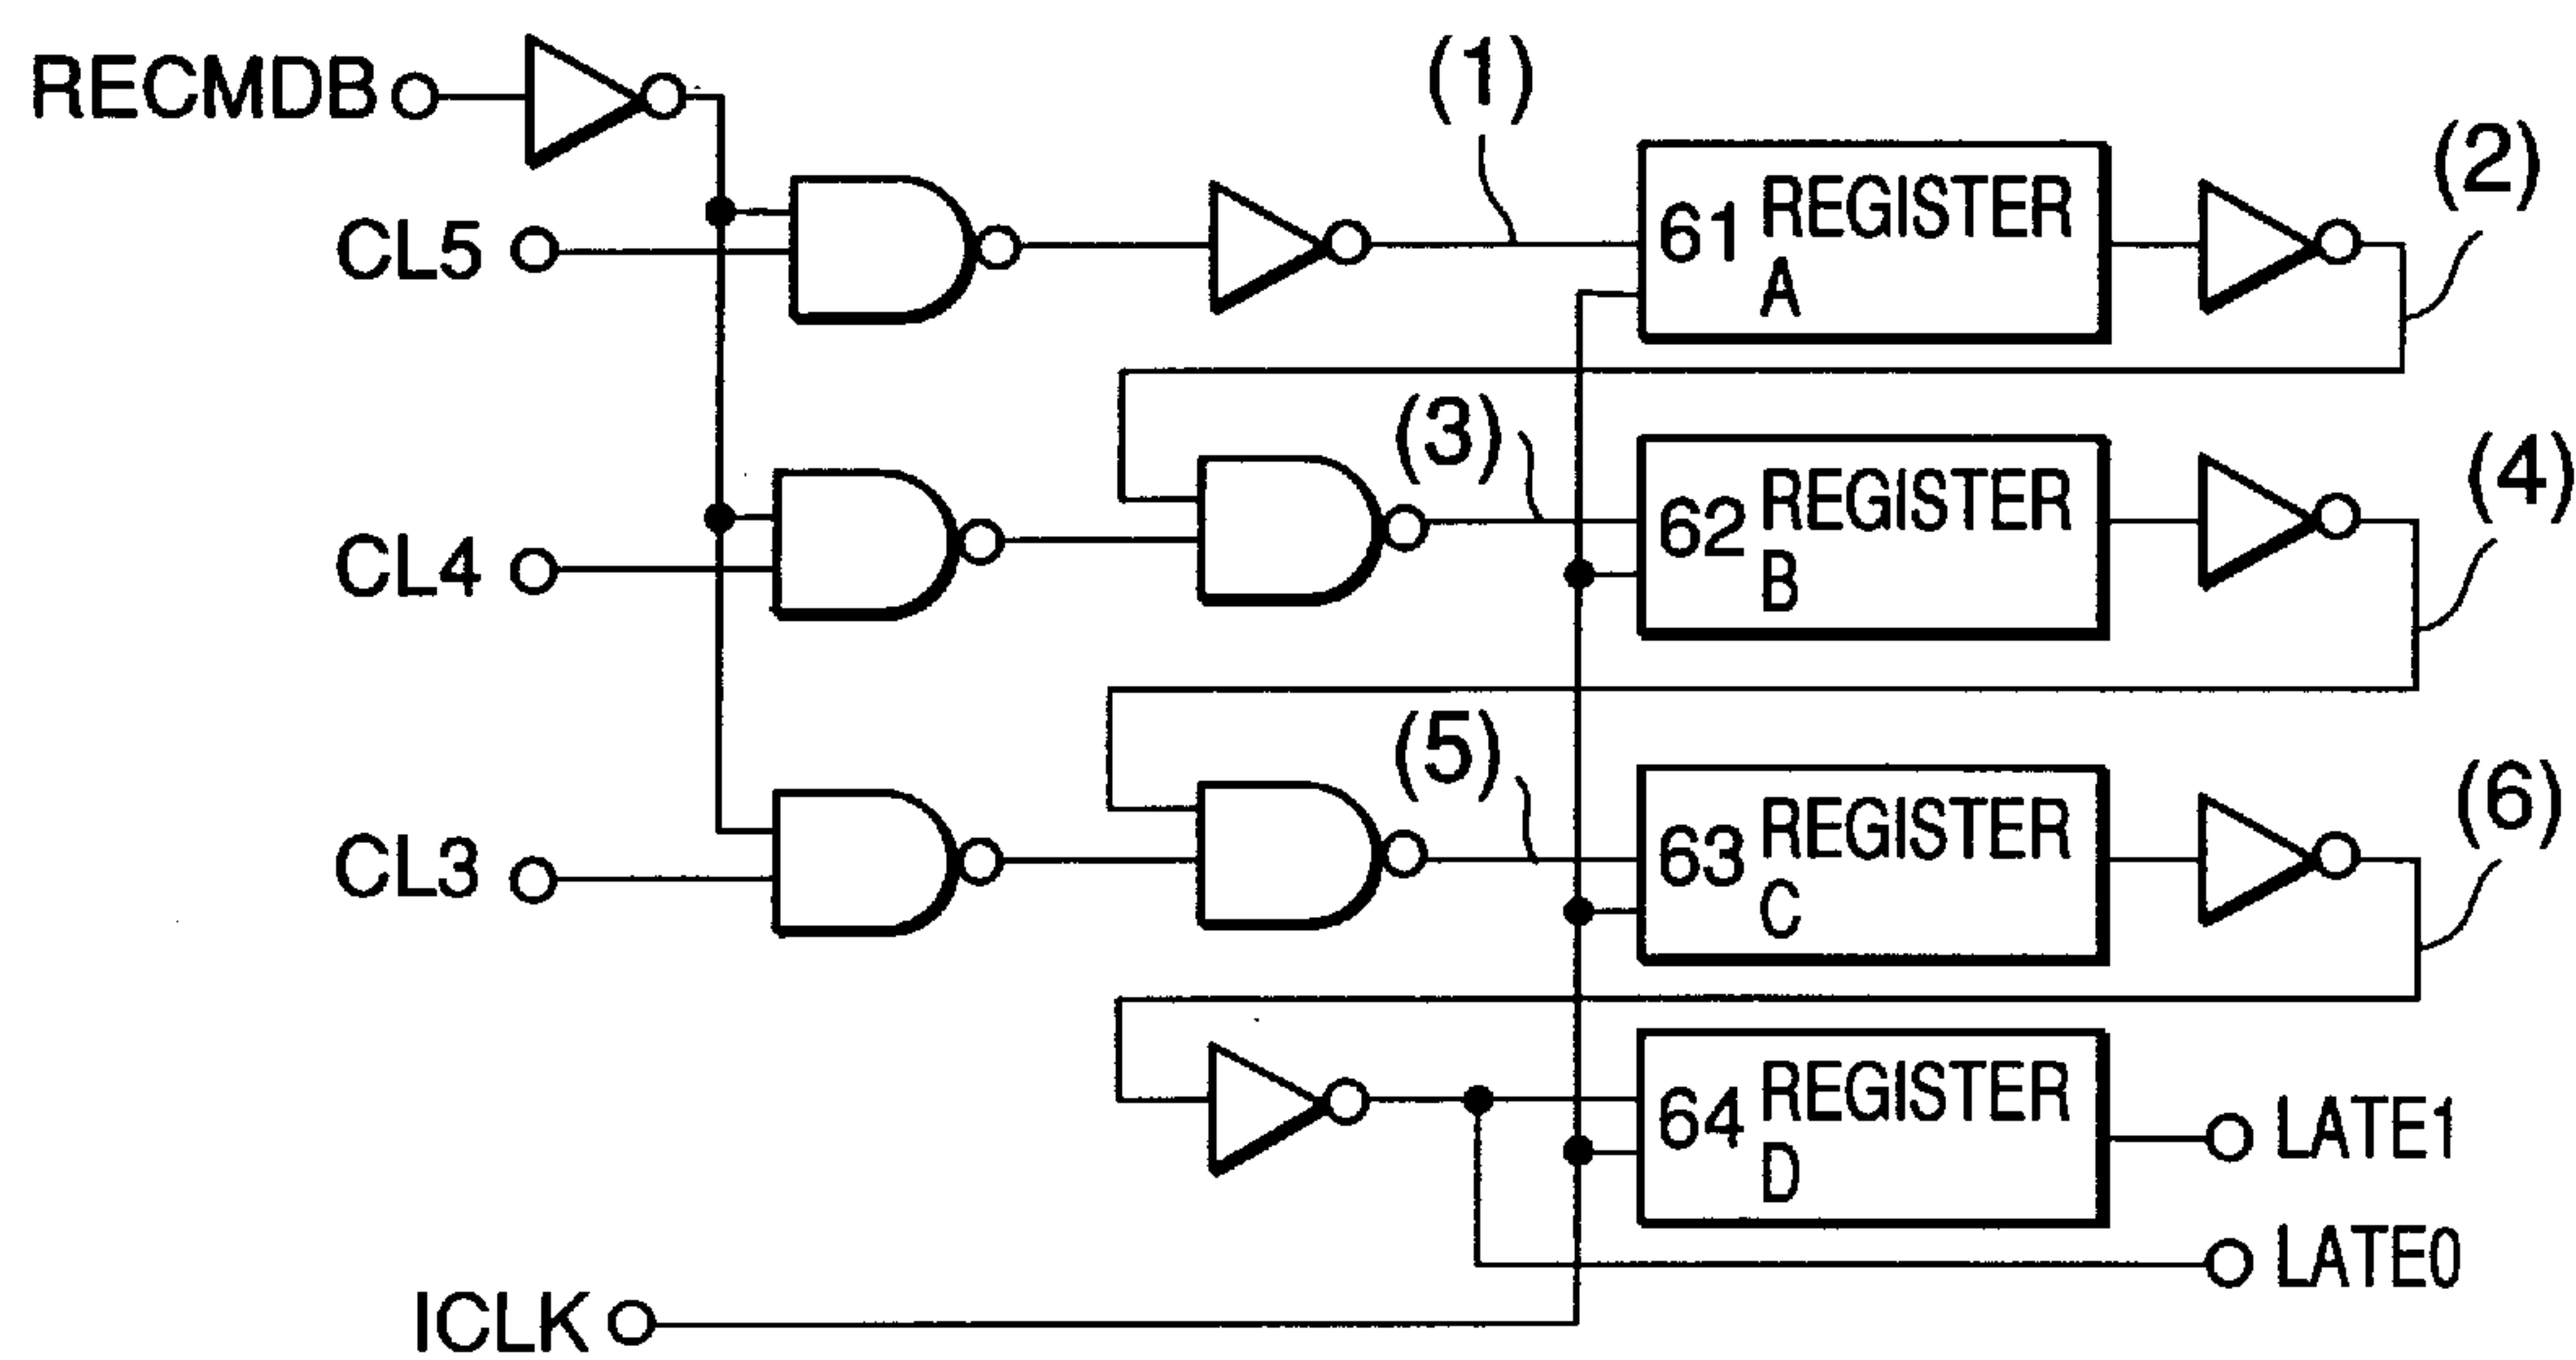 RECMDB
(1)
(2)
61 REGISTER
A
CL5
(3)
(4)
62 REGISTER
B
CL4
(5)
(6)
63 REGISTER
C
CL3
64 REGISTER
D
LATE1
LATE0
ICLK